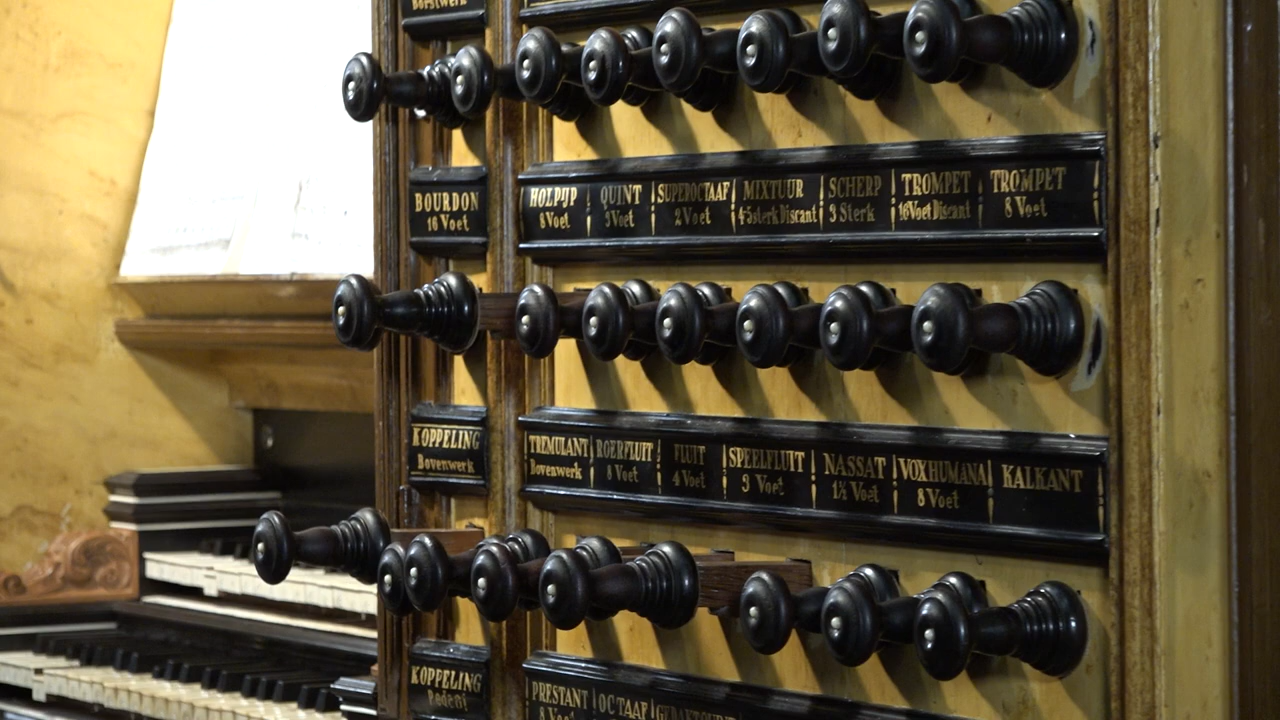 Borstwerk
BOURDON
16 Voet
HOLPIJP
8 Voet
QUINT
3 Voet
SUPEROCTAAF
2 Voet
MIXTUUR
4-5 sterk Discant
SCHERP
3 Sterk
TROMPET
16 Voet Discant
TROMPET
8 Voet
KOPPELING
Bovenwerk
TREMULANT
Bovenwerk
ROERFLUIT
8 Voet
FLUIT
4 Voet
SPEELFLUIT
3 Voet
NASSAT
1½ Voet
VOXHUMANA
8 Voet
KALKANT
KOPPELING
PRESTANT
8 Voet
OCTAAF